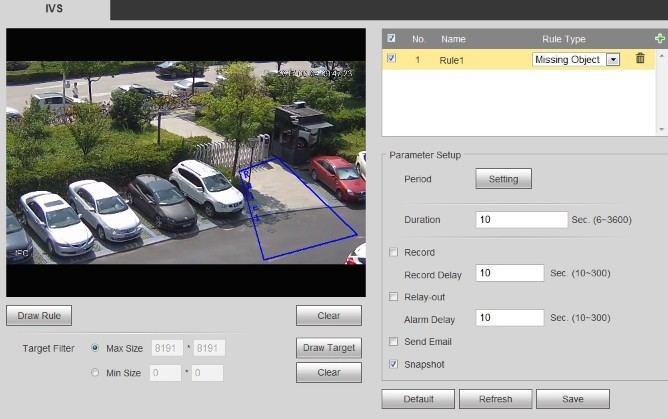 IVS
No. Name Rule Type
1 Rule1 Missing Object
IPC
Parameter Setup
Period Setting
Duration 10 Sec. (6~3600)
Record
Record Delay 10 Sec. (10~300)
Relay-out
Alarm Delay 10 Sec. (10~300)
Send Email
Snapshot
Default Refresh Save
Draw Rule Clear
Target Filter Max Size 8191 * 8191 Draw Target
Min Size 0 * 0 Clear